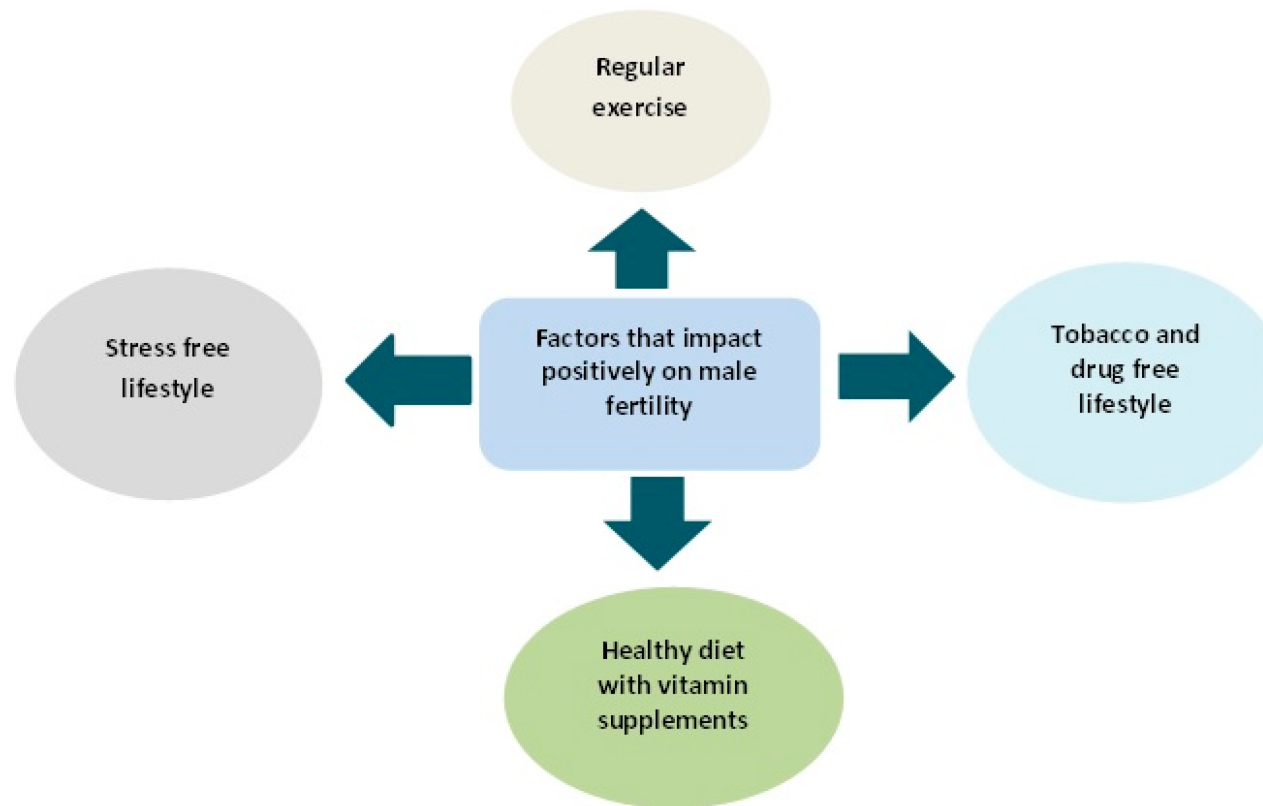 Regular
exercise
Stress free
lifestyle
Factors that impact
positively on male
fertility
Tobacco and
drug free
lifestyle
Healthy diet
with vitamin
supplements